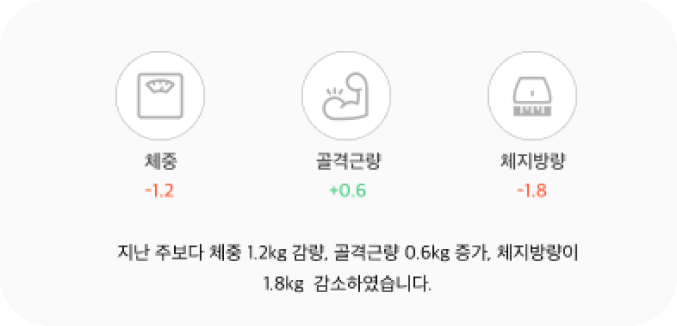 체중 골격근량 체지방량
-1.2 +0.6 -1.8
지난 주보다 체중 1.2kg 감량, 골격근량 0.6kg 증가, 체지방량이
1.8kg 감소하였습니다.